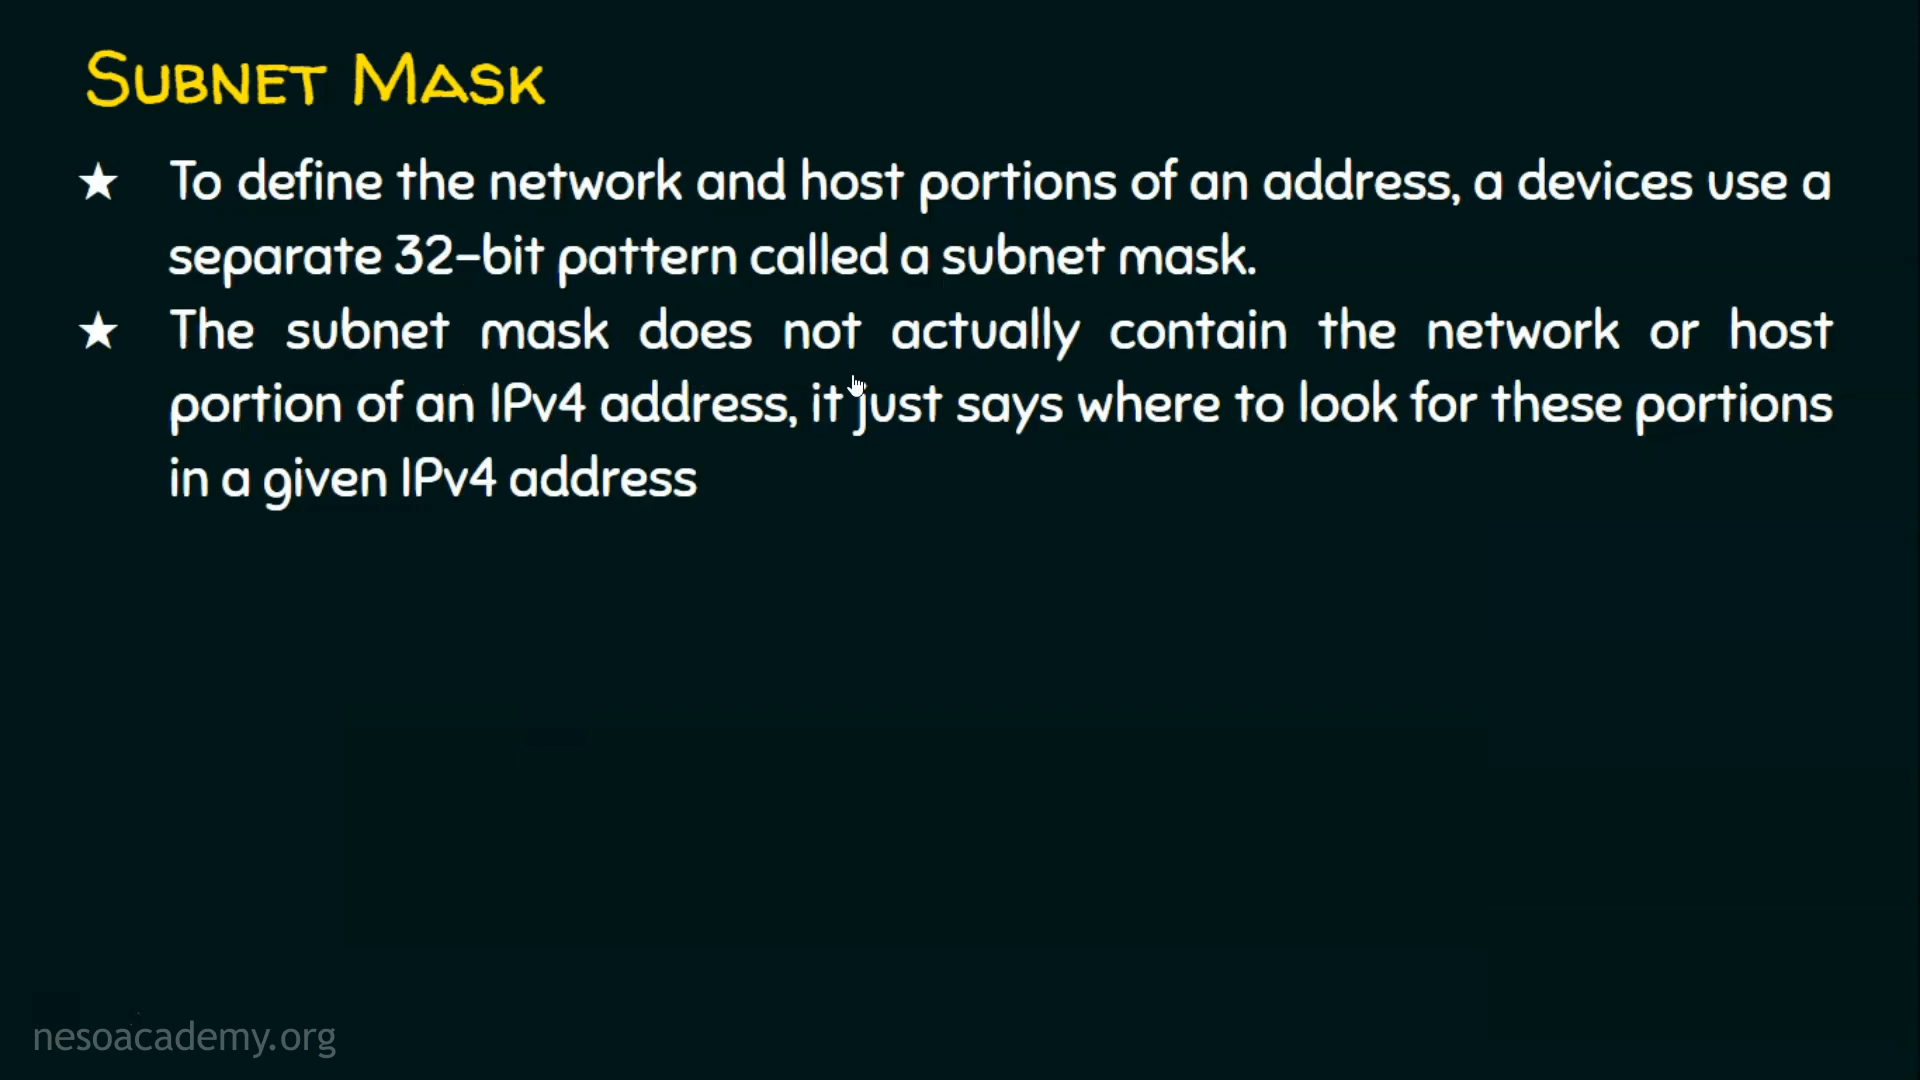 SUBNET MASK
★ To define the network and host portions of an address, a devices use a
separate 32-bit pattern called a subnet mask.
★ The subnet mask does not actually contain the network or host
portion of an IPv4 address, it just says where to look for these portions
in a given IPv4 address
nesoacademy.org